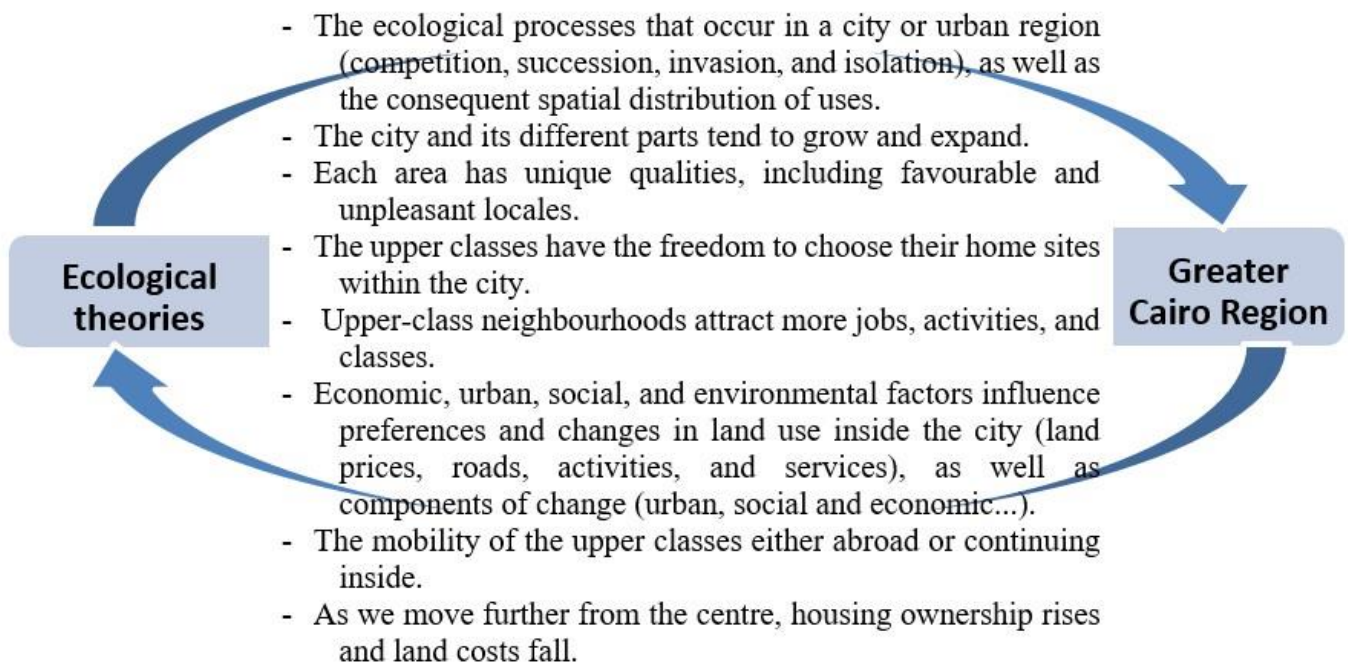 - The ecological processes that occur in a city or urban region
(competition, succession, invasion, and isolation), as well as
the consequent spatial distribution of uses.
- The city and its different parts tend to grow and expand.
- Each area has unique qualities, including favourable and
unpleasant locales.
- The upper classes have the freedom to choose their home sites
within the city.
- Upper-class neighbourhoods attract more jobs, activities, and
classes.
- Economic, urban, social, and environmental factors influence
preferences and changes in land use inside the city (land
prices, roads, activities, and services), as well as
components of change (urban, social and economic...).
- The mobility of the upper classes either abroad or continuing
inside.
- As we move further from the centre, housing ownership rises
and land costs fall.
Ecological
theories
Greater
Cairo Region